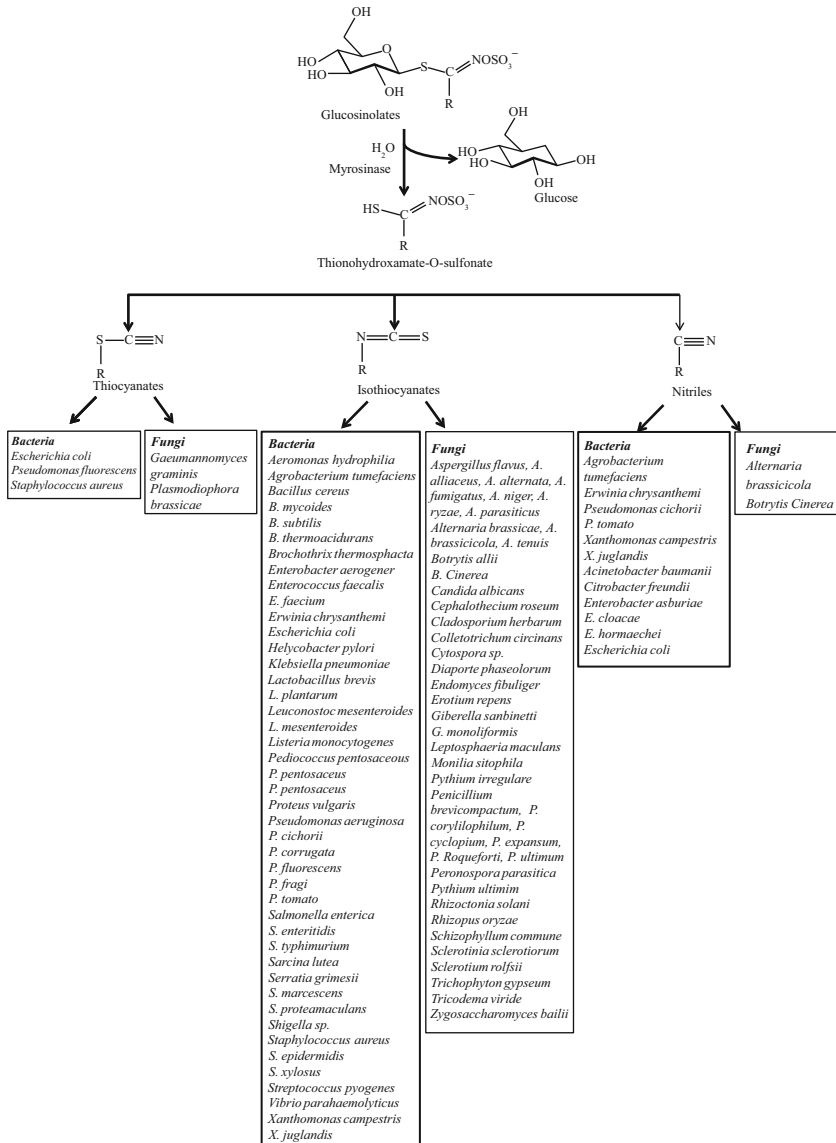 OH
HO
HO
O
OH
S
C
NOSO3−
R
Glucosinolates
H2O
Myrosinase
OH
HO
HO
OH
OH
Glucose
HS
C
NOSO3−
R
Thionohydroxamate-O-sulfonate
S
C
N
R
Thiocyanates
N
C
S
R
Isothiocyanates
C
N
R
Nitriles
Bacteria
Escherichia coli
Pseudomonas fluorescens
Staphylococcus aureus
Fungi
Gaeumannomyces
graminis
Plasmodiophora
brassicae
Bacteria
Aeromonas hydrophilia
Agrobacterium tumefaciens
Bacillus cereus
B. mycoides
B. subtilis
B. thermoacidurans
Brochothrix thermosphacta
Enterobacter aerogener
Enterococcus faecalis
E. faecium
Erwinia chrysanthemi
Escherichia coli
Helycobacter pylori
Klebsiella pneumoniae
Lactobacillus brevis
L. plantarum
Leuconostoc mesenteroides
L. mesenteroides
Listeria monocytogenes
Pediococcus pentosaceous
P. pentosaceus
P. pentosaceus
Proteus vulgaris
Pseudomonas aeruginosa
P. cichorii
P. corrugata
P. fluorescens
P. fragi
P. tomato
Salmonella enterica
S. enteritidis
S. typhimurium
Sarcina lutea
Serratia grimesii
S. marcescens
S. proteamaculans
Shigella sp.
Staphylococcus aureus
S. epidermidis
S. xylosus
Streptococcus pyogenes
Vibrio parahaemolyticus
Xanthomonas campestris
X. juglandis
Fungi
Aspergillus flavus, A.
alliaceus, A. alternata, A.
fumigatus, A. niger, A.
ryzae, A. parasiticus
Alternaria brassicae, A.
brassicicola, A. tenuis
Botrytis allii
B. Cinerea
Candida albicans
Cephalothecium roseum
Cladosporium herbarum
Colletotrichum circinans
Cytospora sp.
Diaporte phaseolorum
Endomyces fibuliger
Erotium repens
Giberella sanbinetti
G. moniliformis
Leptosphaeria maculans
Monilia sitophila
Pythium irregulare
Penicillium
brevicompactum, P.
corylilophilum, P.
cyclopium, P. expansum,
P. Roqueforti, P. ultimum
Peronospora parasitica
Pythium ultimim
Rhizoctonia solani
Rhizopus oryzae
Schizophyllum commune
Sclerotinia sclerotiorum
Sclerotium rolfsii
Trichophyton gypseum
Tricodema viride
Zygosaccharomyces bailii
Bacteria
Agrobacterium
tumefaciens
Erwinia chrysanthemi
Pseudomonas cichorii
P. tomato
Xanthomonas campestris
X. juglandis
Acinetobacter baumanii
Citrobacter freundii
Enterobacter asburiae
E. cloacae
E. hormaechei
Escherichia coli
Fungi
Alternaria
brassicicola
Botrytis Cinerea